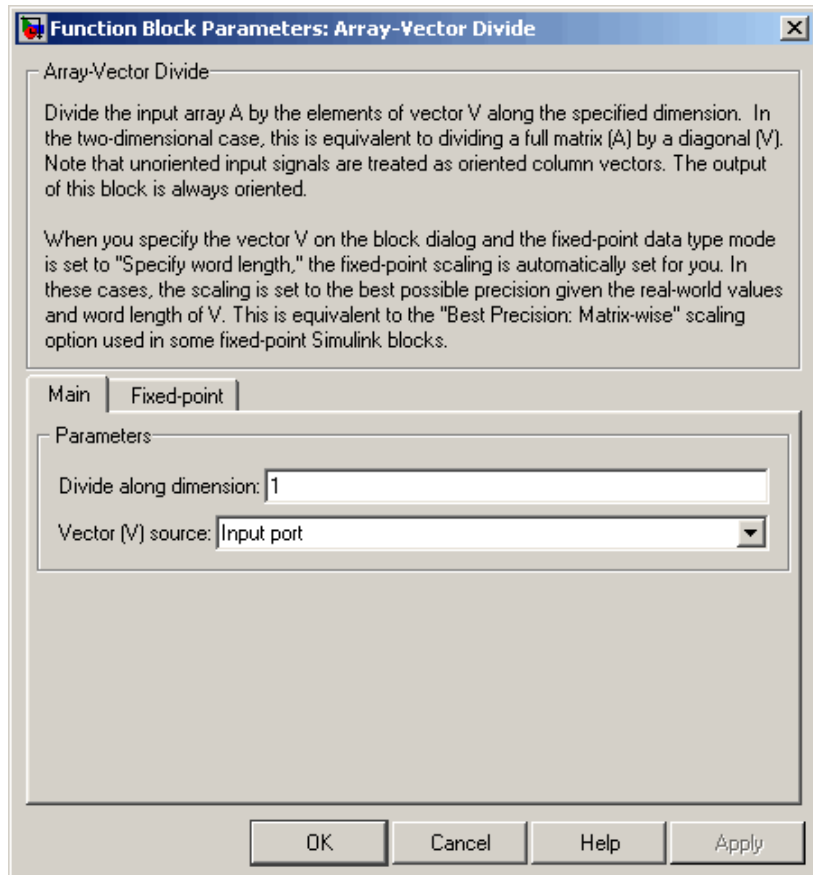 Function Block Parameters: Array-Vector Divide
Array-Vector Divide
Divide the input array A by the elements of vector V along the specified dimension. In
the two-dimensional case, this is equivalent to dividing a full matrix (A) by a diagonal (V).
Note that unoriented input signals are treated as oriented column vectors. The output
of this block is always oriented.
When you specify the vector V on the block dialog and the fixed-point data type mode
is set to "Specify word length," the fixed-point scaling is automatically set for you. In
these cases, the scaling is set to the best possible precision given the real-world values
and word length of V. This is equivalent to the "Best Precision: Matrix-wise" scaling
option used in some fixed-point Simulink blocks.
Main Fixed-point
Parameters
Divide along dimension: 1
Vector (V) source: Input port
OK Cancel Help Apply